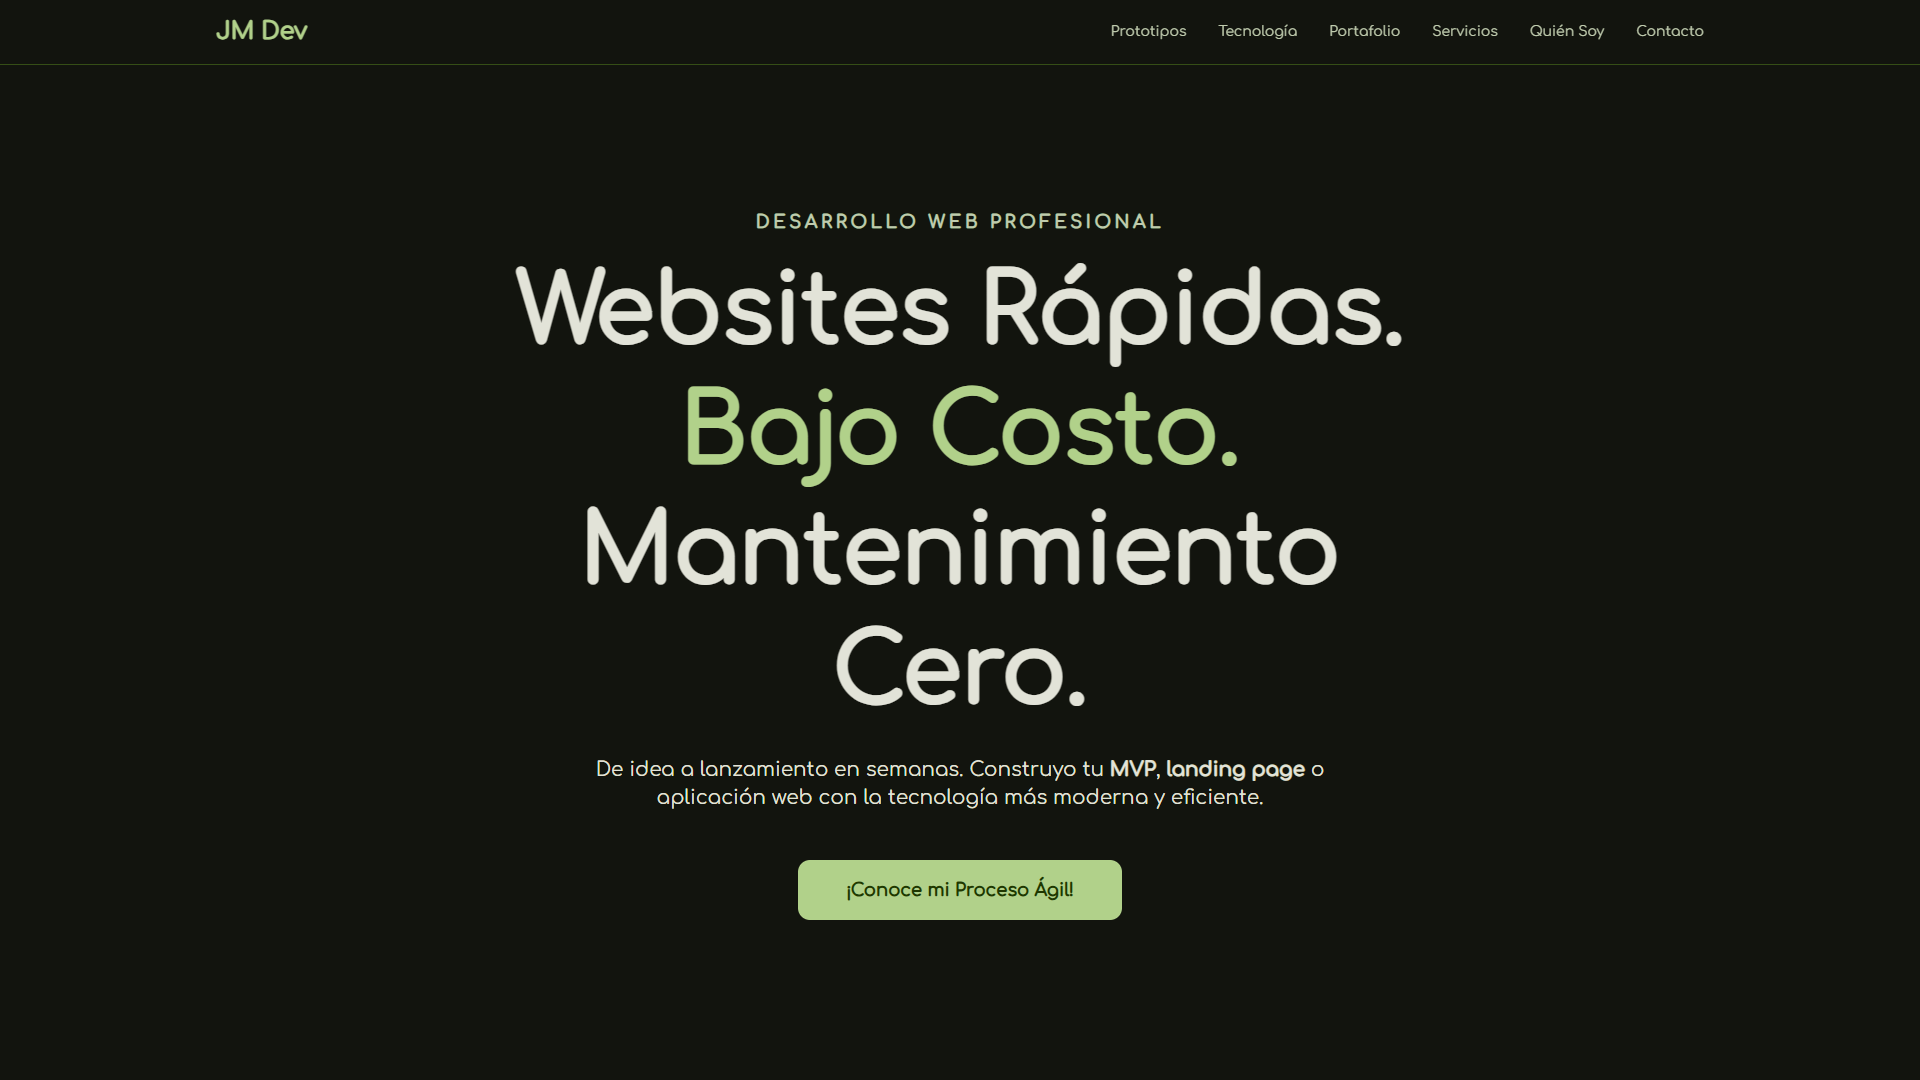 JM Dev
Prototipos
Tecnología
Portafolio
Servicios
Quién Soy
Contacto
DESARROLLO WEB PROFESIONAL
Websites Rápidas.
Bajo Costo.
Mantenimiento
Cero.
De idea a lanzamiento en semanas. Construyo tu MVP, landing page o
aplicación web con la tecnología más moderna y eficiente.
¡Conoce mi Proceso Ágil!